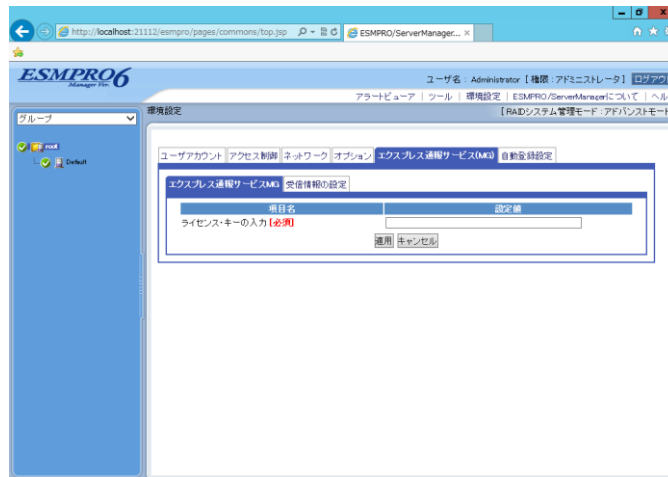 http://localhost:21112/esmpro/pages/commons/top.jsp
ESMPRO/ServerManager...
ESMPRO6
Manager Ver.
ユーザ名 : Administrator [ 権限 : アドミニストレータ ] ログアウ
アラートビューア | ツール | 環境設定 | ESMPRO/ServerManagerについて | ヘル
グループ
環境設定
[ RAIDシステム管理モード : アドバンストモード
root
Default
ユーザアカウント アクセス制御 ネットワーク オプション エクスプレス通報サービス(MG) 自動登録設定
エクスプレス通報サービスMG 受信情報の設定
項目名 設定値
ライセンス・キーの入力 [必須]
適用 キャンセル